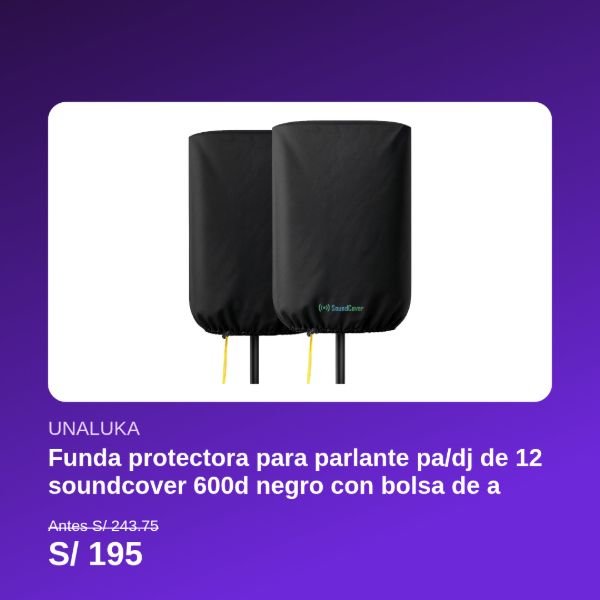 SoundCover
UNALUKA
Funda protectora para parlante pa/dj de 12
soundcover 600d negro con bolsa de a
Antes S/ 243.75
S/ 195